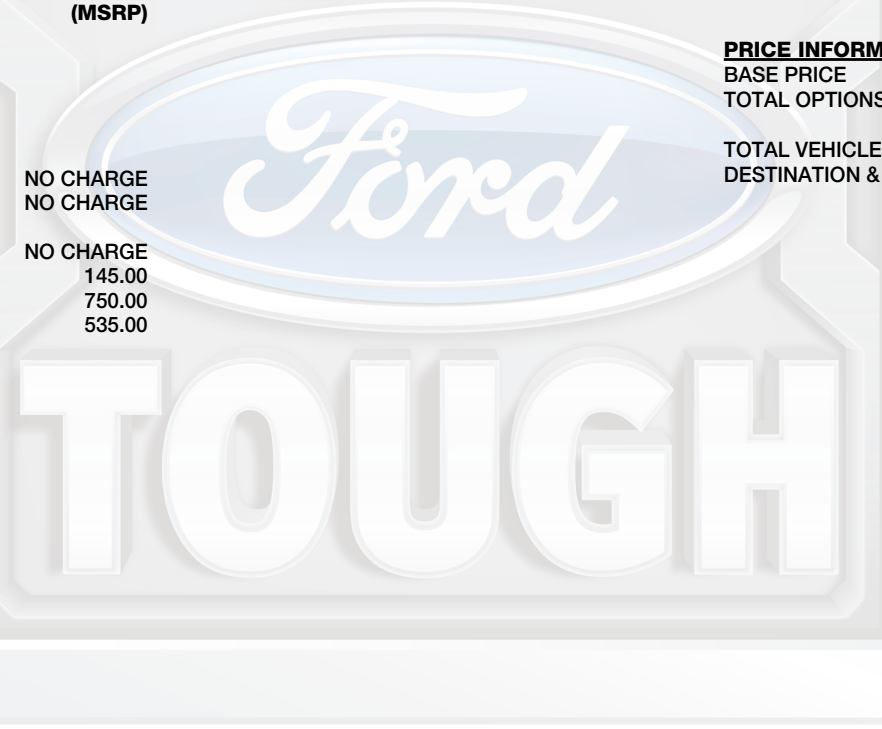 (MSRP)
NO CHARGE
NO CHARGE
NO CHARGE
145.00
750.00
535.00
PRICE INFORM
BASE PRICE
TOTAL OPTIONS
TOTAL VEHICLE
DESTINATION &
Ford
TOUGH